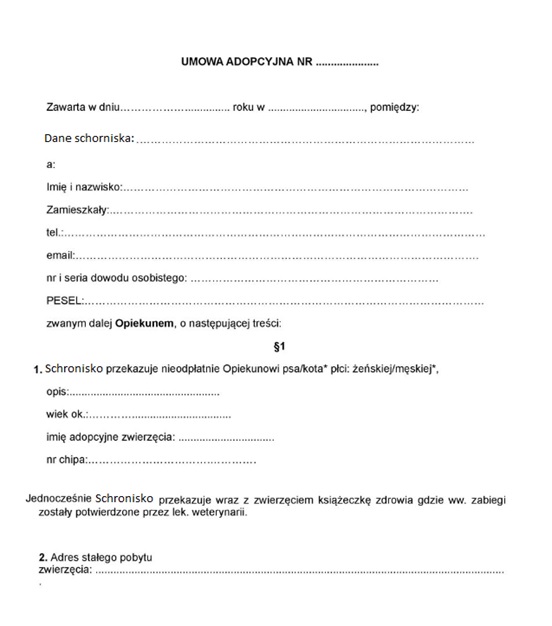 UMOWA ADOPCYJNA NR .....................
Zawarta w dniu………………….............. roku w ................................, pomiędzy:
Dane schorniska: ……………………………………………………………………………
a:
Imię i nazwisko:……………………………………………………………………………
Zamieszkały:………………………………………………………………………………
tel.:……………………………………………………………………………………………
email:…………………………………………………………………………………………
nr i seria dowodu osobistego: ………………………………………………………
PESEL:………………………………………………………………………………………
zwanym dalej Opiekunem, o następującej treści:
§1
1. Schronisko przekazuje nieodpłatnie Opiekunowi psa/kota* płci: żeńskiej/męskiej*,
opis:..................................................
wiek ok.:…………................................
imię adopcyjne zwierzęcia: ................................
nr chipa:…………………………………….
Jednocześnie Schronisko przekazuje wraz z zwierzęciem książeczkę zdrowia gdzie ww. zabiegi
zostały potwierdzone przez lek. weterynarii.
2. Adres stałego pobytu
zwierzęcia: ........................................................................................................................................
.